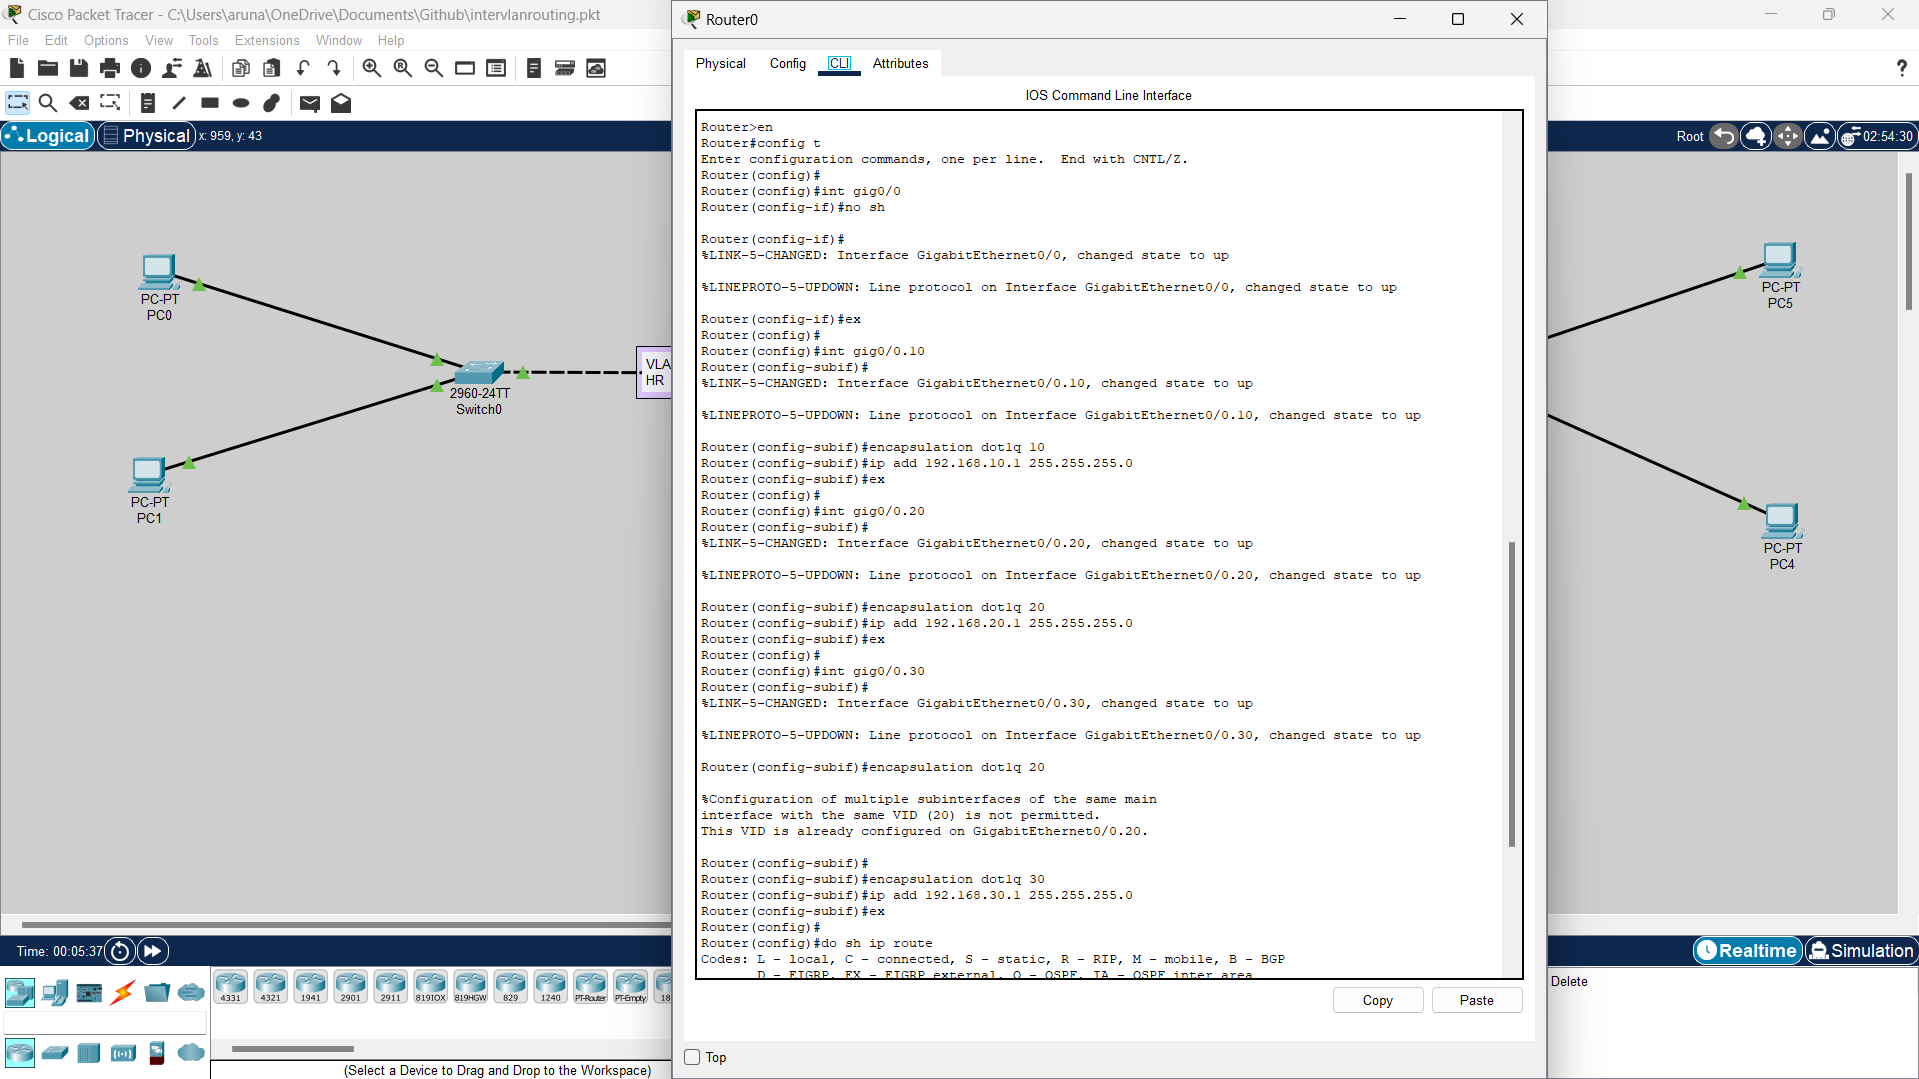 Cisco Packet Tracer - C:\Users\aruna\OneDrive\Documents\Github\intervlanrouting.pkt
File Edit Options View Tools Extensions Window Help
Logical
Physical
x: 959, y: 43
Root
02:54:30
PC-PT
PC0
PC-PT
PC1
2960-24TT
Switch0
VLA
HR
PC-PT
PC5
PC-PT
PC4
Router0
Physical Config CLI Attributes
IOS Command Line Interface
Router>en
Router#config t
Enter configuration commands, one per line.  End with CNTL/Z.
Router(config)#
Router(config)#int gig0/0
Router(config-if)#no sh
Router(config-if)#
%LINK-5-CHANGED: Interface GigabitEthernet0/0, changed state to up
%LINEPROTO-5-UPDOWN: Line protocol on Interface GigabitEthernet0/0, changed state to up
Router(config-if)#ex
Router(config)#
Router(config)#int gig0/0.10
Router(config-subif)#
%LINK-5-CHANGED: Interface GigabitEthernet0/0.10, changed state to up
%LINEPROTO-5-UPDOWN: Line protocol on Interface GigabitEthernet0/0.10, changed state to up
Router(config-subif)#encapsulation dot1q 10
Router(config-subif)#ip add 192.168.10.1 255.255.255.0
Router(config-subif)#ex
Router(config)#
Router(config)#int gig0/0.20
Router(config-subif)#
%LINK-5-CHANGED: Interface GigabitEthernet0/0.20, changed state to up
%LINEPROTO-5-UPDOWN: Line protocol on Interface GigabitEthernet0/0.20, changed state to up
Router(config-subif)#encapsulation dot1q 20
Router(config-subif)#ip add 192.168.20.1 255.255.255.0
Router(config-subif)#ex
Router(config)#
Router(config)#int gig0/0.30
Router(config-subif)#
%LINK-5-CHANGED: Interface GigabitEthernet0/0.30, changed state to up
%LINEPROTO-5-UPDOWN: Line protocol on Interface GigabitEthernet0/0.30, changed state to up
Router(config-subif)#encapsulation dot1q 20
%Configuration of multiple subinterfaces of the same main
interface with the same VID (20) is not permitted.
This VID is already configured on GigabitEthernet0/0.20.
Router(config-subif)#
Router(config-subif)#encapsulation dot1q 30
Router(config-subif)#ip add 192.168.30.1 255.255.255.0
Router(config-subif)#ex
Router(config)#
Router(config)#do sh ip route
Codes: L - local, C - connected, S - static, R - RIP, M - mobile, B - BGP
D - EIGRP, EX - EIGRP external, O - OSPF, IA - OSPF inter area
Copy
Paste
Top
Time: 00:05:37
Realtime
Simulation
4331 4321 1941 2901 2911 819IOX 819HGW 829 1240 PT-Router PT-Empty 18
(Select a Device to Drag and Drop to the Workspace)
Delete